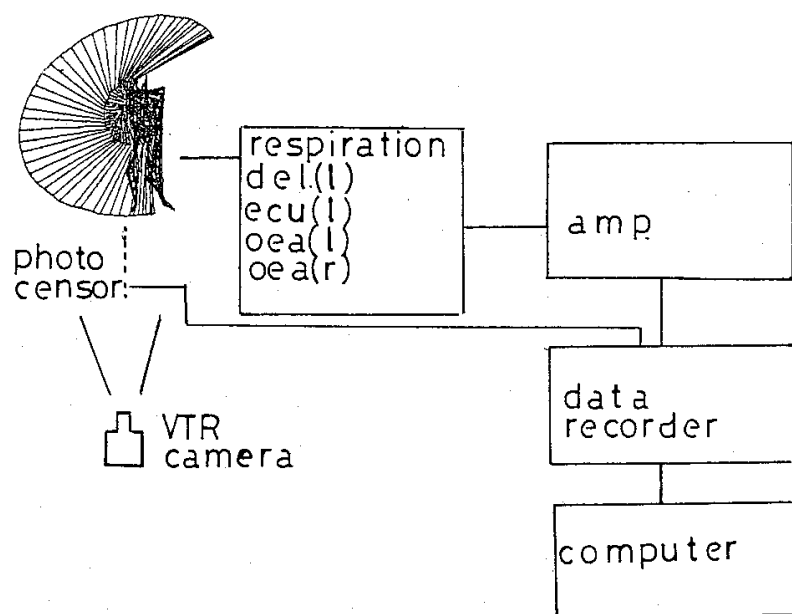 respiration
del.(l)
ecu(l)
oea(l)
oea(r)
amp
photo
censor
VTR
camera
data
recorder
computer